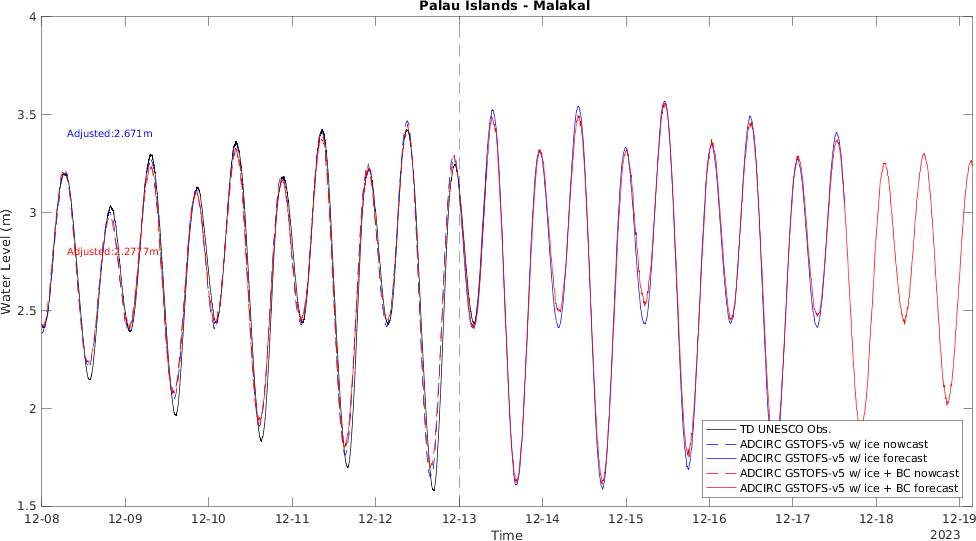 Palau Islands - Malakal
4
3.5
3
2.5
2
1.5
Water Level (m)
Adjusted:2.671m
Adjusted:2.2777m
TD UNESCO Obs.
ADCIRC GSTOFS-v5 w/ ice nowcast
ADCIRC GSTOFS-v5 w/ ice forecast
ADCIRC GSTOFS-v5 w/ ice + BC nowcast
ADCIRC GSTOFS-v5 w/ ice + BC forecast
12-08 12-09 12-10 12-11 12-12 12-13 12-14 12-15 12-16 12-17 12-18 12-19
Time
2023